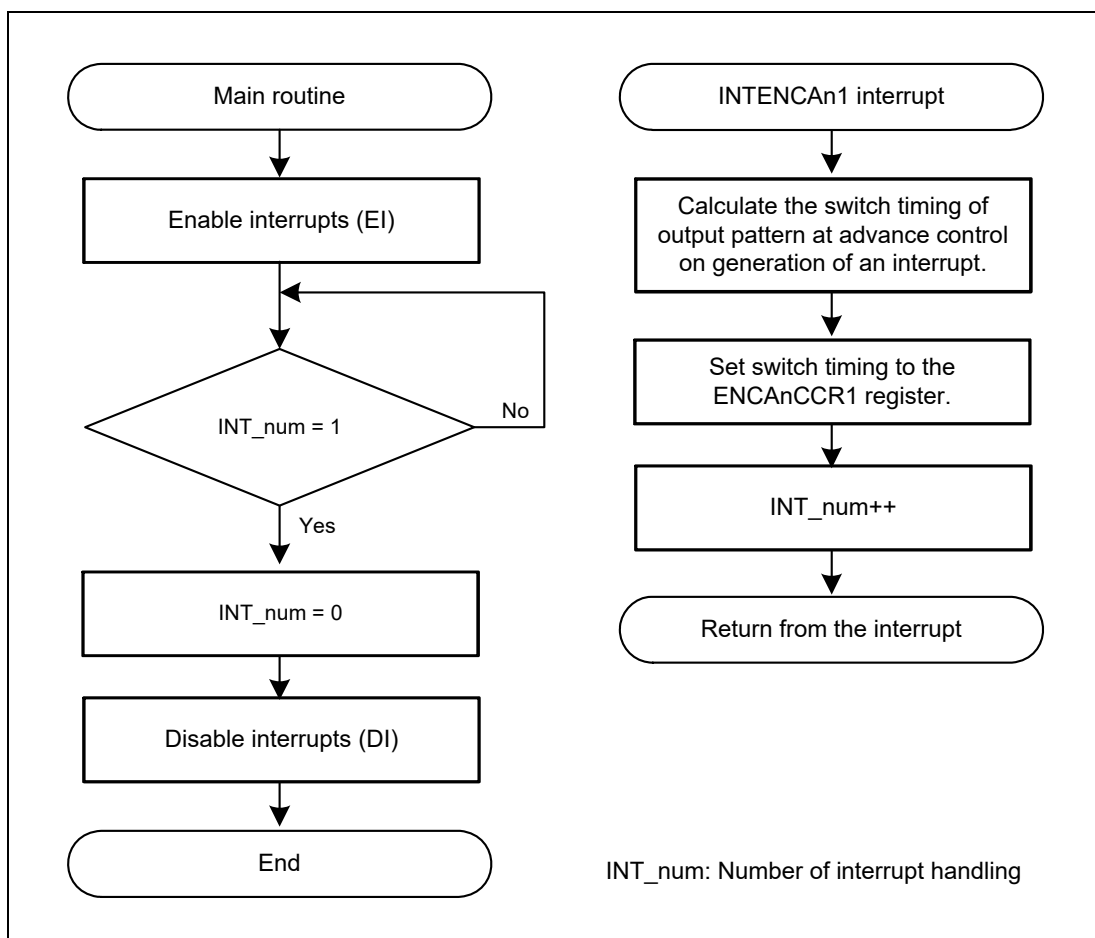 Main routine
Enable interrupts (EI)
INT_num = 1
No
Yes
INT_num = 0
Disable interrupts (DI)
End
INTENCAn1 interrupt
Calculate the switch timing of
output pattern at advance control
on generation of an interrupt.
Set switch timing to the
ENCAnCCR1 register.
INT_num++
Return from the interrupt
INT_num: Number of interrupt handling